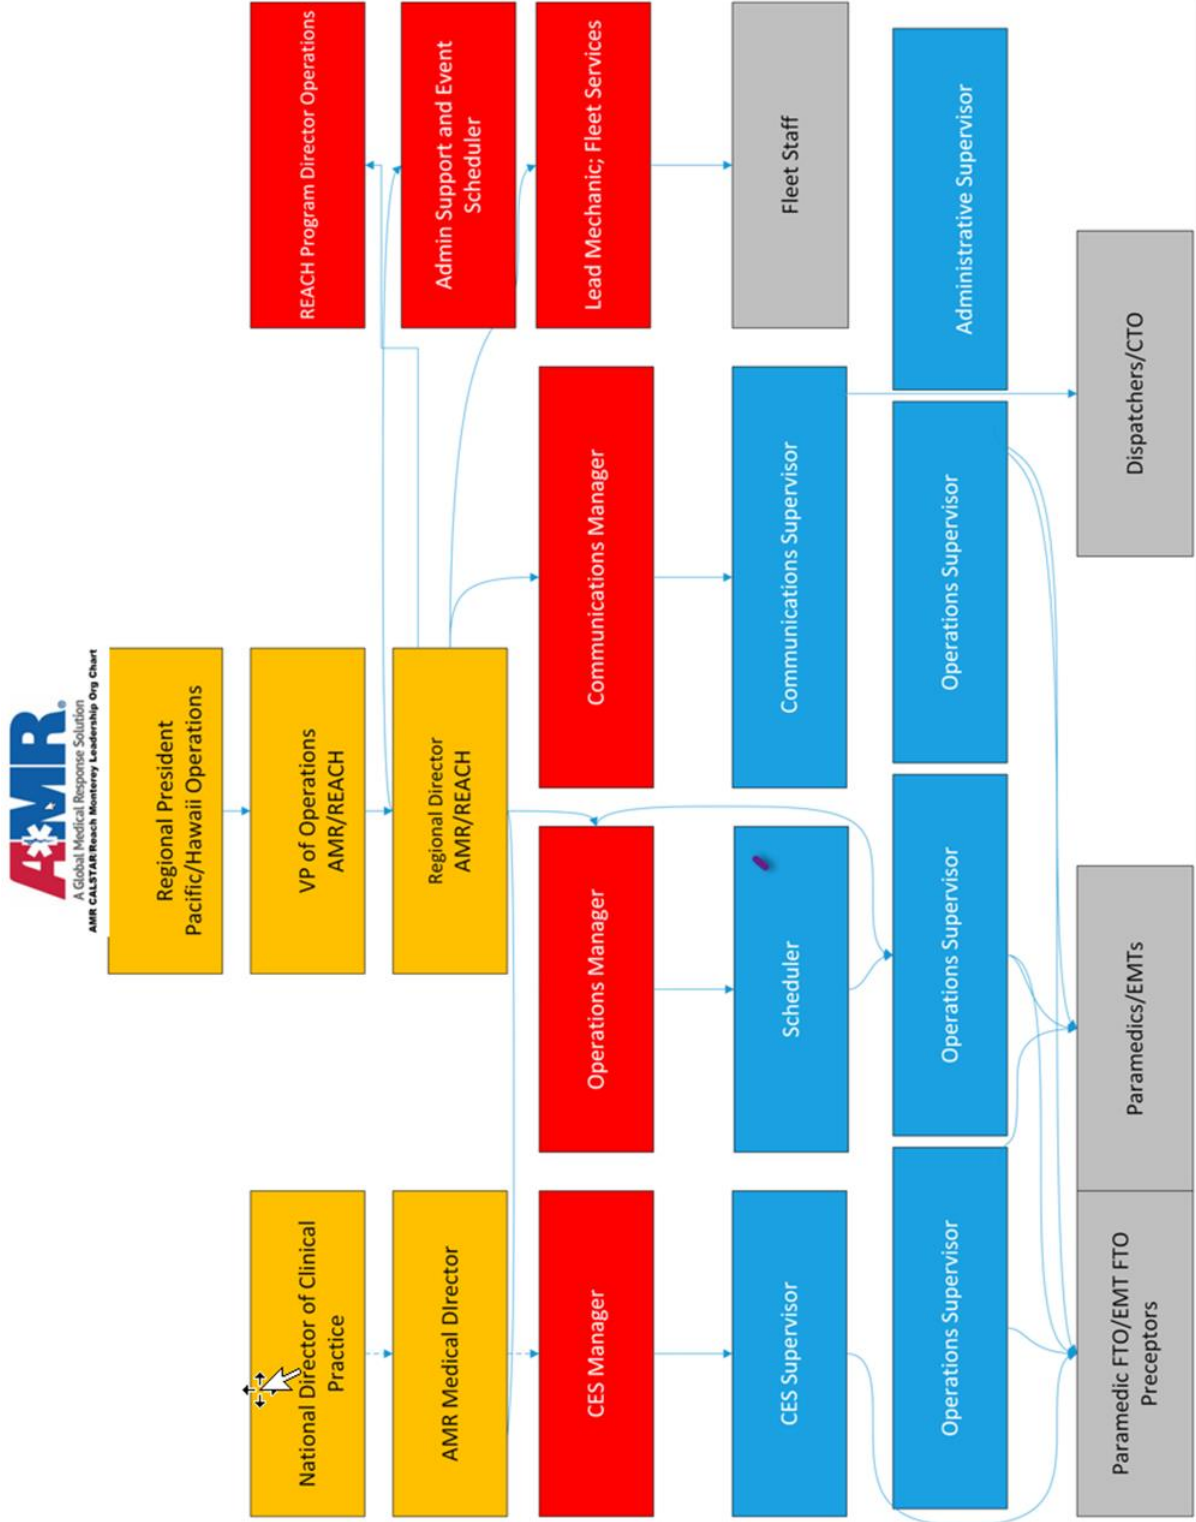 AMR®
A Global Medical Response Solution
AMR CALSTAR/Reach Monterey Leadership Org Chart
Regional President
Pacific/Hawaii Operations
National Director of Clinical
Practice
VP of Operations
AMR/REACH
REACH Program Director Operations
AMR Medical DIrector
Regional Director
AMR/REACH
Admin Support and Event
Scheduler
CES Manager
Operations Manager
Communications Manager
Lead Mechanic; Fleet Services
CES Supervisor
Scheduler
Communications Supervisor
Fleet Staff
Operations Supervisor
Operations Supervisor
Operations Supervisor
Administrative Supervisor
Paramedic FTO/EMT FTO
Preceptors
Paramedics/EMTs
Dispatchers/CTO